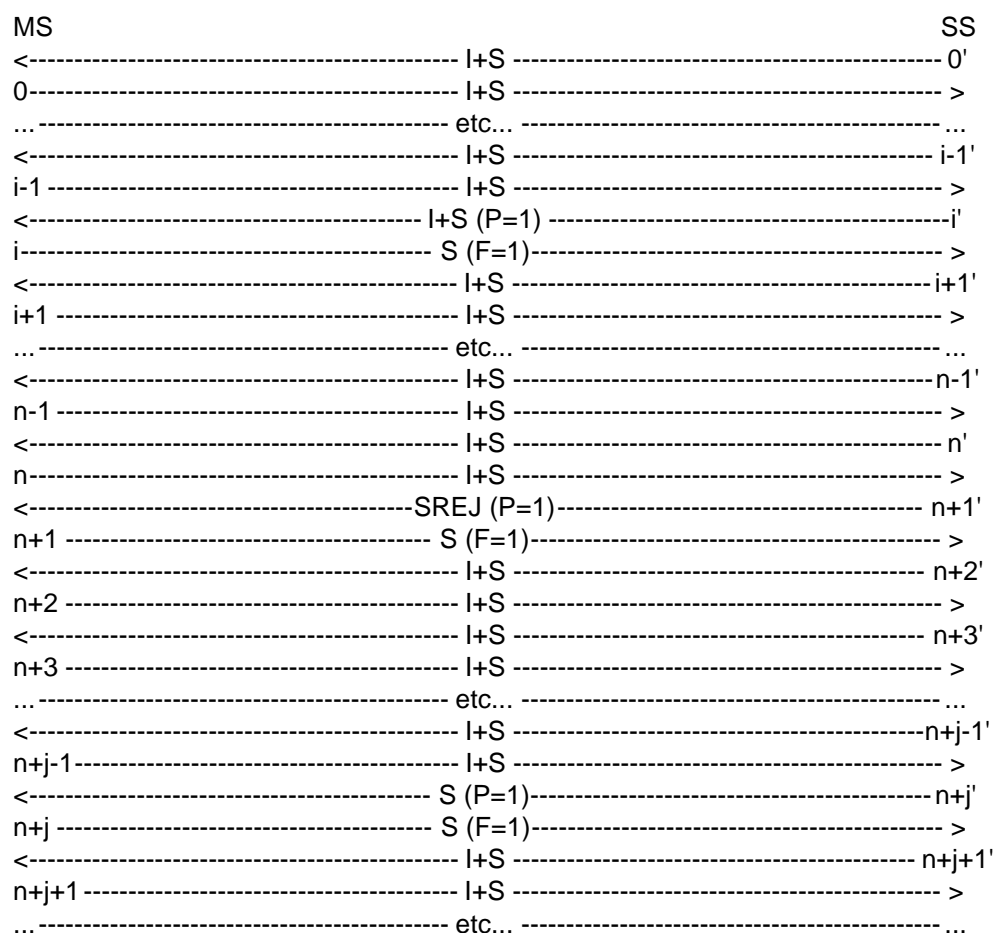 MS SS
<------------------------------------------------ I+S ------------------------------------------------ 0'
0------------------------------------------------ I+S ------------------------------------------------ >
...---------------------------------------------- etc... ----------------------------------------------- ...
<------------------------------------------------ I+S ----------------------------------------------- i-1'
i-1 ---------------------------------------------- I+S ------------------------------------------------ >
<-------------------------------------------- I+S (P=1) ---------------------------------------------i'
i---------------------------------------------- S (F=1)---------------------------------------------- >
<------------------------------------------------ I+S -----------------------------------------------i+1'
i+1 --------------------------------------------- I+S ------------------------------------------------ >
...---------------------------------------------- etc... ----------------------------------------------- ...
<------------------------------------------------ I+S -----------------------------------------------n-1'
n-1 --------------------------------------------- I+S ------------------------------------------------ >
<------------------------------------------------ I+S ------------------------------------------------ n'
n------------------------------------------------ I+S ------------------------------------------------ >
<-------------------------------------------SREJ (P=1)----------------------------------------- n+1'
n+1 ----------------------------------------- S (F=1)---------------------------------------------- >
<------------------------------------------------ I+S ---------------------------------------------- n+2'
n+2 -------------------------------------------- I+S ------------------------------------------------ >
<------------------------------------------------ I+S ---------------------------------------------- n+3'
n+3 -------------------------------------------- I+S ------------------------------------------------ >
...---------------------------------------------- etc... ----------------------------------------------- ...
<------------------------------------------------ I+S ----------------------------------------------n+j-1'
n+j-1------------------------------------------- I+S ------------------------------------------------ >
<--------------------------------------------- S (P=1)---------------------------------------------n+j'
n+j ------------------------------------------ S (F=1)---------------------------------------------- >
<------------------------------------------------ I+S --------------------------------------------- n+j+1'
n+j+1------------------------------------------ I+S ------------------------------------------------ >
...---------------------------------------------- etc... ----------------------------------------------- ...